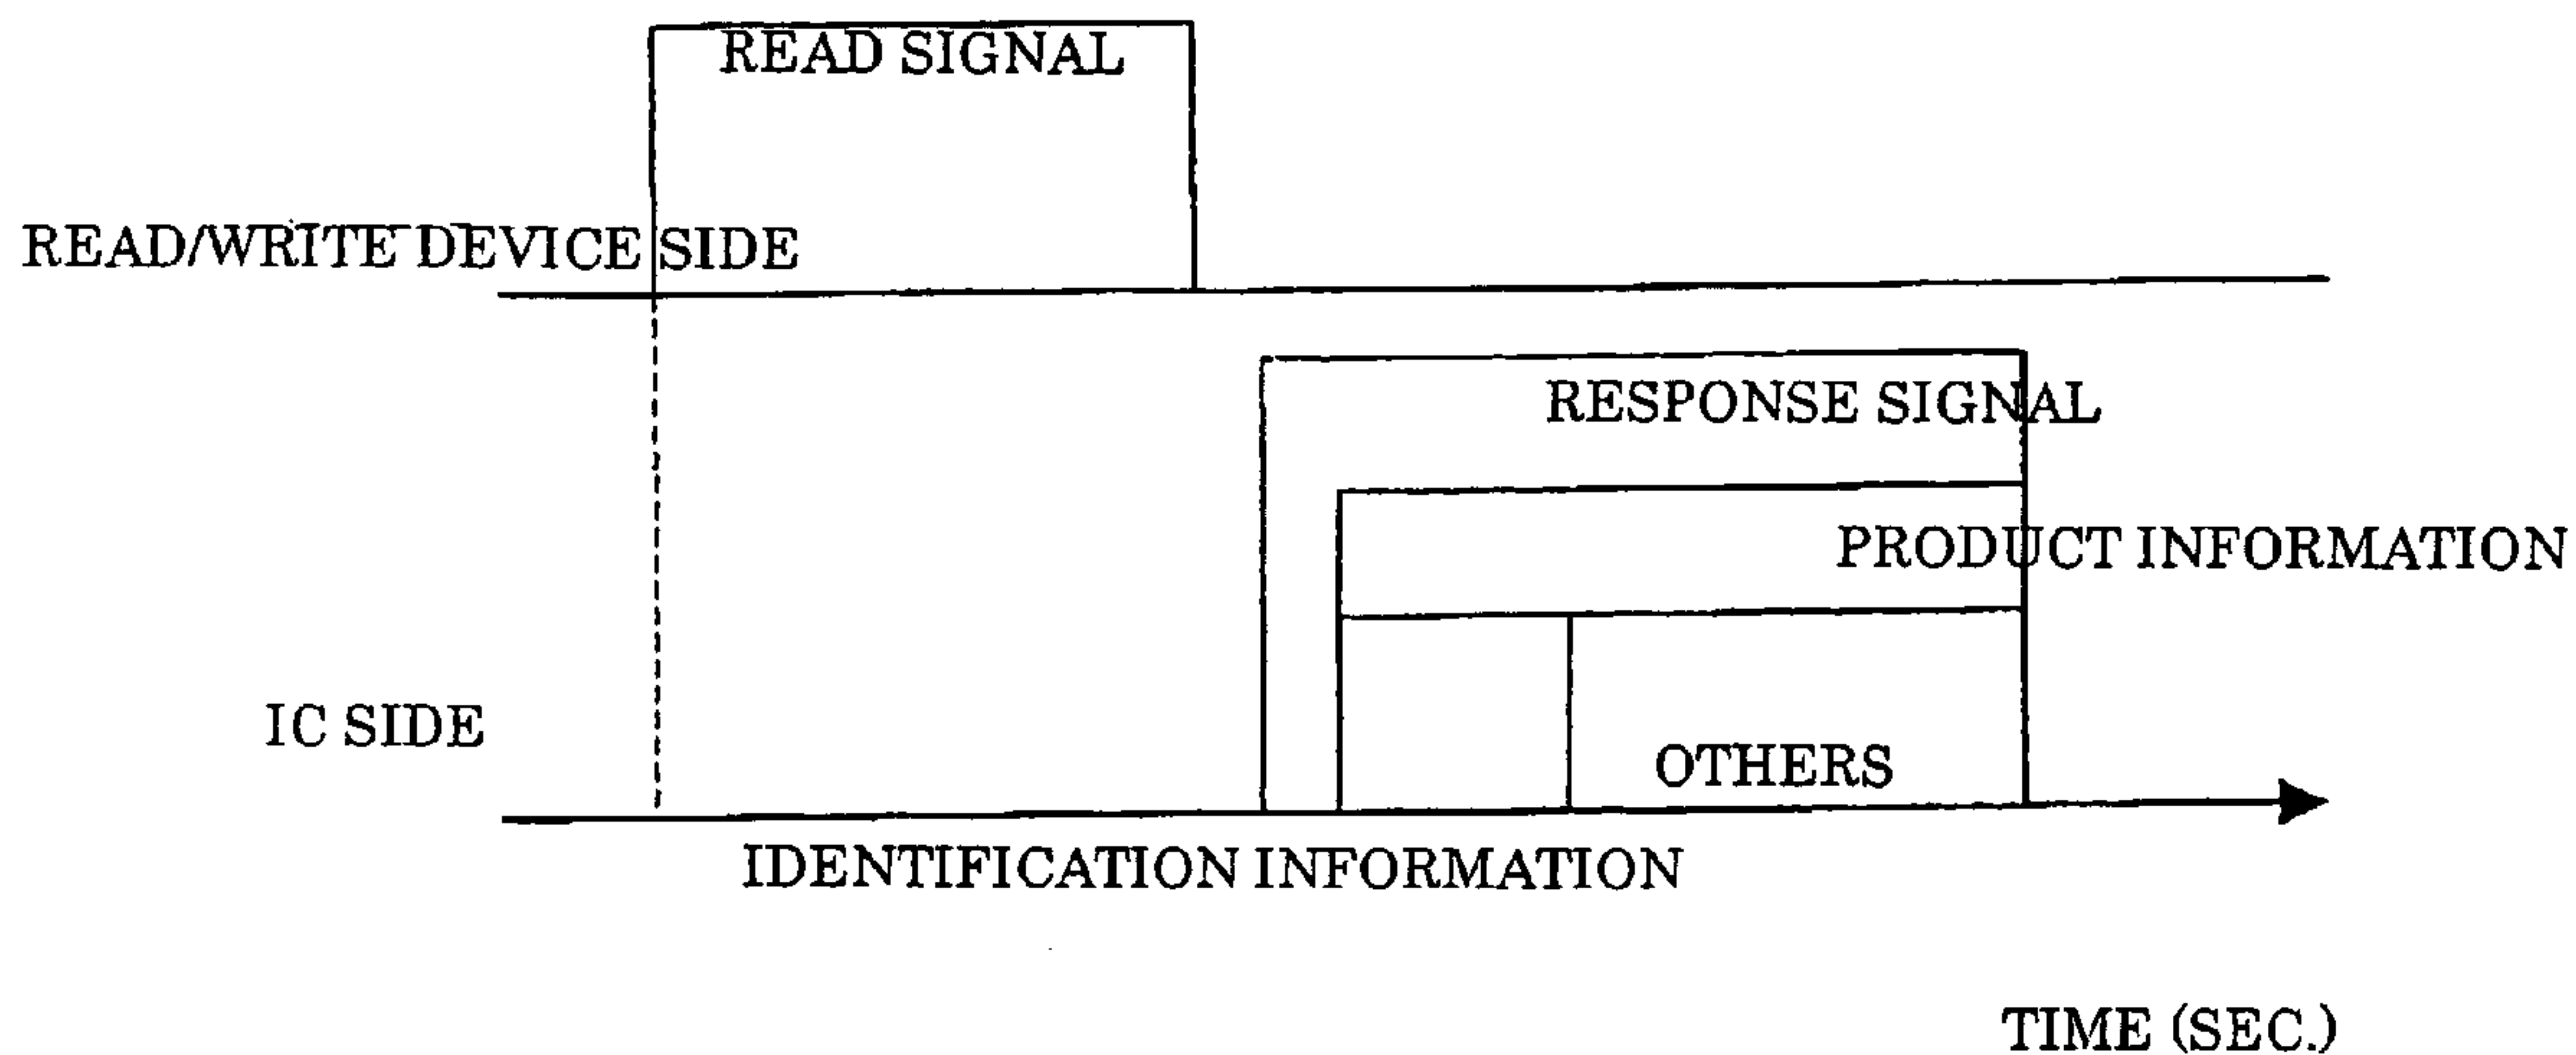 READ SIGNAL
READ/WRITE DEVICE SIDE
RESPONSE SIGNAL
PRODUCT INFORMATION
IC SIDE
OTHERS
IDENTIFICATION INFORMATION
TIME (SEC.)